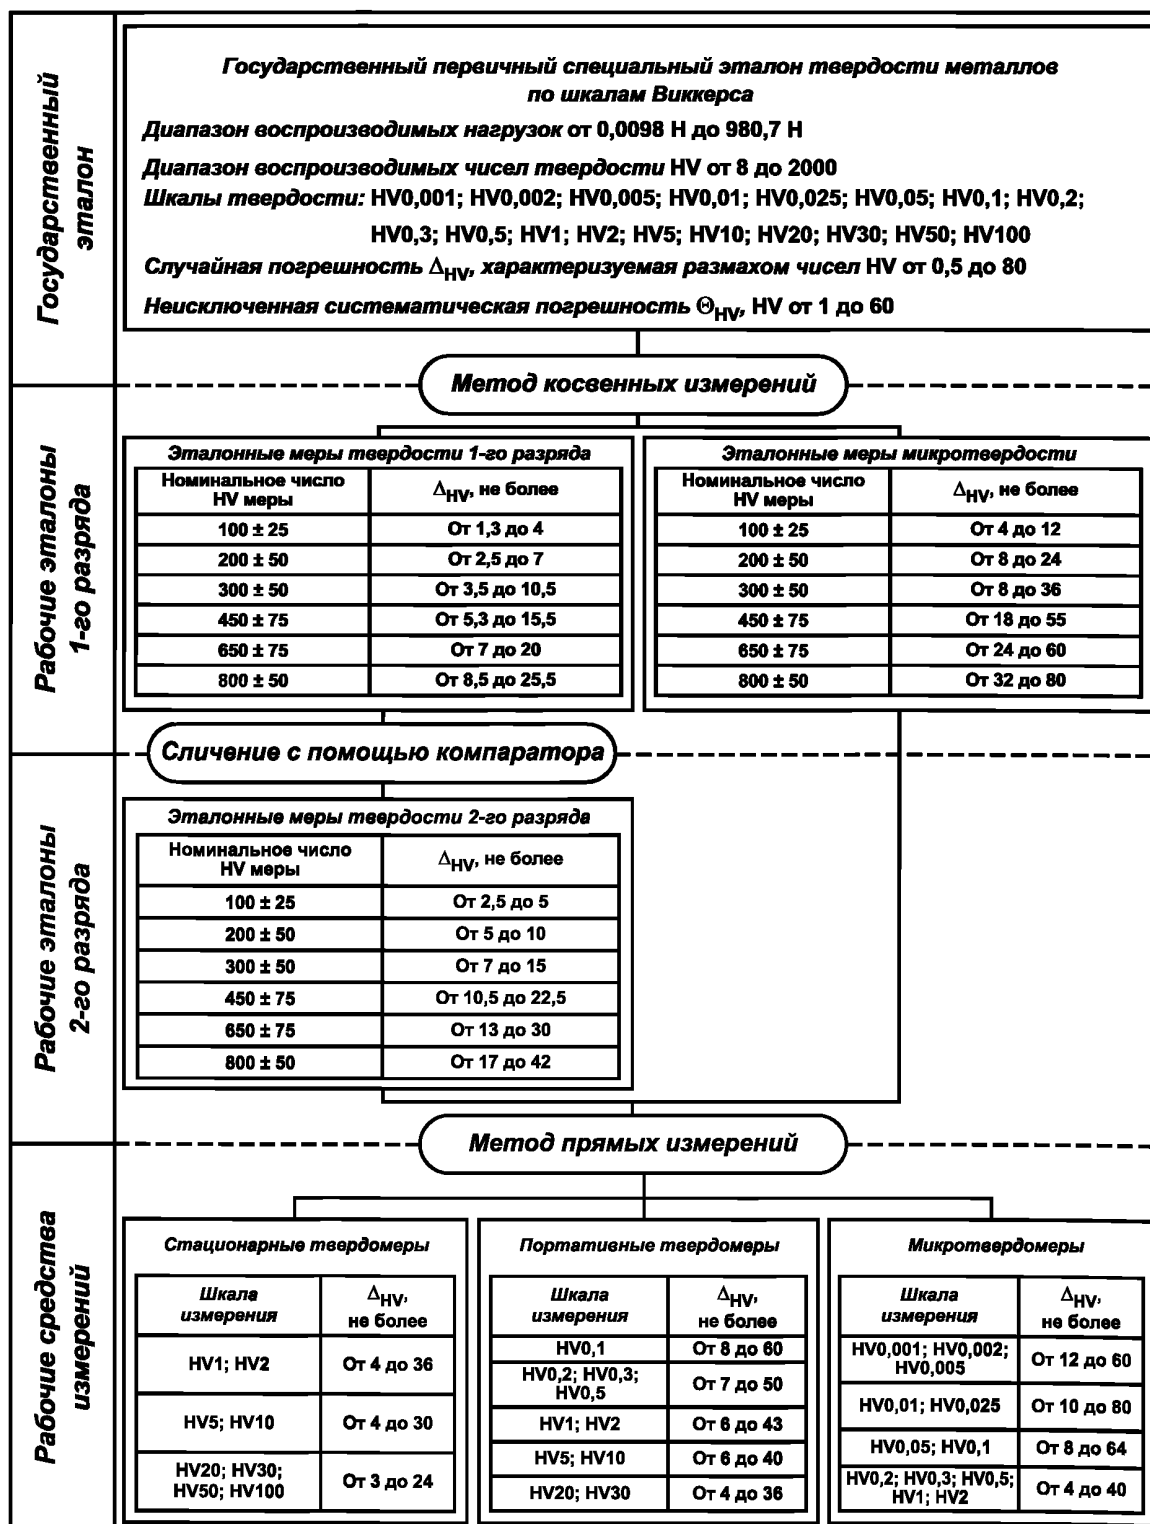 Государственный эталон
Государственный первичный специальный эталон твердости металлов
по шкалам Виккерса
Диапазон воспроизводимых нагрузок от 0,0098 Н до 980,7 Н
Диапазон воспроизводимых чисел твердости HV от 8 до 2000
Шкалы твердости: HV0,001; HV0,002; HV0,005; HV0,01; HV0,025; HV0,05; HV0,1; HV0,2;
HV0,3; HV0,5; HV1; HV2; HV5; HV10; HV20; HV30; HV50; HV100
Случайная погрешность ΔHV, характеризуемая размахом чисел HV от 0,5 до 80
Неисключенная систематическая погрешность ΘHV, HV от 1 до 60
Метод косвенных измерений
Рабочие эталоны
1-го разряда
Эталонные меры твердости 1-го разряда
Номинальное число
HV меры
ΔHV, не более
100 ± 25 От 1,3 до 4
200 ± 50 От 2,5 до 7
300 ± 50 От 3,5 до 10,5
450 ± 75 От 5,3 до 15,5
650 ± 75 От 7 до 20
800 ± 50 От 8,5 до 25,5
Эталонные меры микротвердости
Номинальное число
HV меры
ΔHV, не более
100 ± 25 От 4 до 12
200 ± 50 От 8 до 24
300 ± 50 От 8 до 36
450 ± 75 От 18 до 55
650 ± 75 От 24 до 60
800 ± 50 От 32 до 80
Сличение с помощью компаратора
Рабочие эталоны
2-го разряда
Эталонные меры твердости 2-го разряда
Номинальное число
HV меры
ΔHV, не более
100 ± 25 От 2,5 до 5
200 ± 50 От 5 до 10
300 ± 50 От 7 до 15
450 ± 75 От 10,5 до 22,5
650 ± 75 От 13 до 30
800 ± 50 От 17 до 42
Метод прямых измерений
Рабочие средства
измерений
Стационарные твердомеры
Шкала
измерения
ΔHV,
не более
HV1; HV2 От 4 до 36
HV5; HV10 От 4 до 30
HV20; HV30;
HV50; HV100
От 3 до 24
Портативные твердомеры
Шкала
измерения
ΔHV,
не более
HV0,1 От 8 до 60
HV0,2; HV0,3;
HV0,5
От 7 до 50
HV1; HV2 От 6 до 43
HV5; HV10 От 6 до 40
HV20; HV30 От 4 до 36
Микротвердомеры
Шкала
измерения
ΔHV,
не более
HV0,001; HV0,002;
HV0,005
От 12 до 60
HV0,01; HV0,025 От 10 до 80
HV0,05; HV0,1 От 8 до 64
HV0,2; HV0,3; HV0,5;
HV1; HV2
От 4 до 40